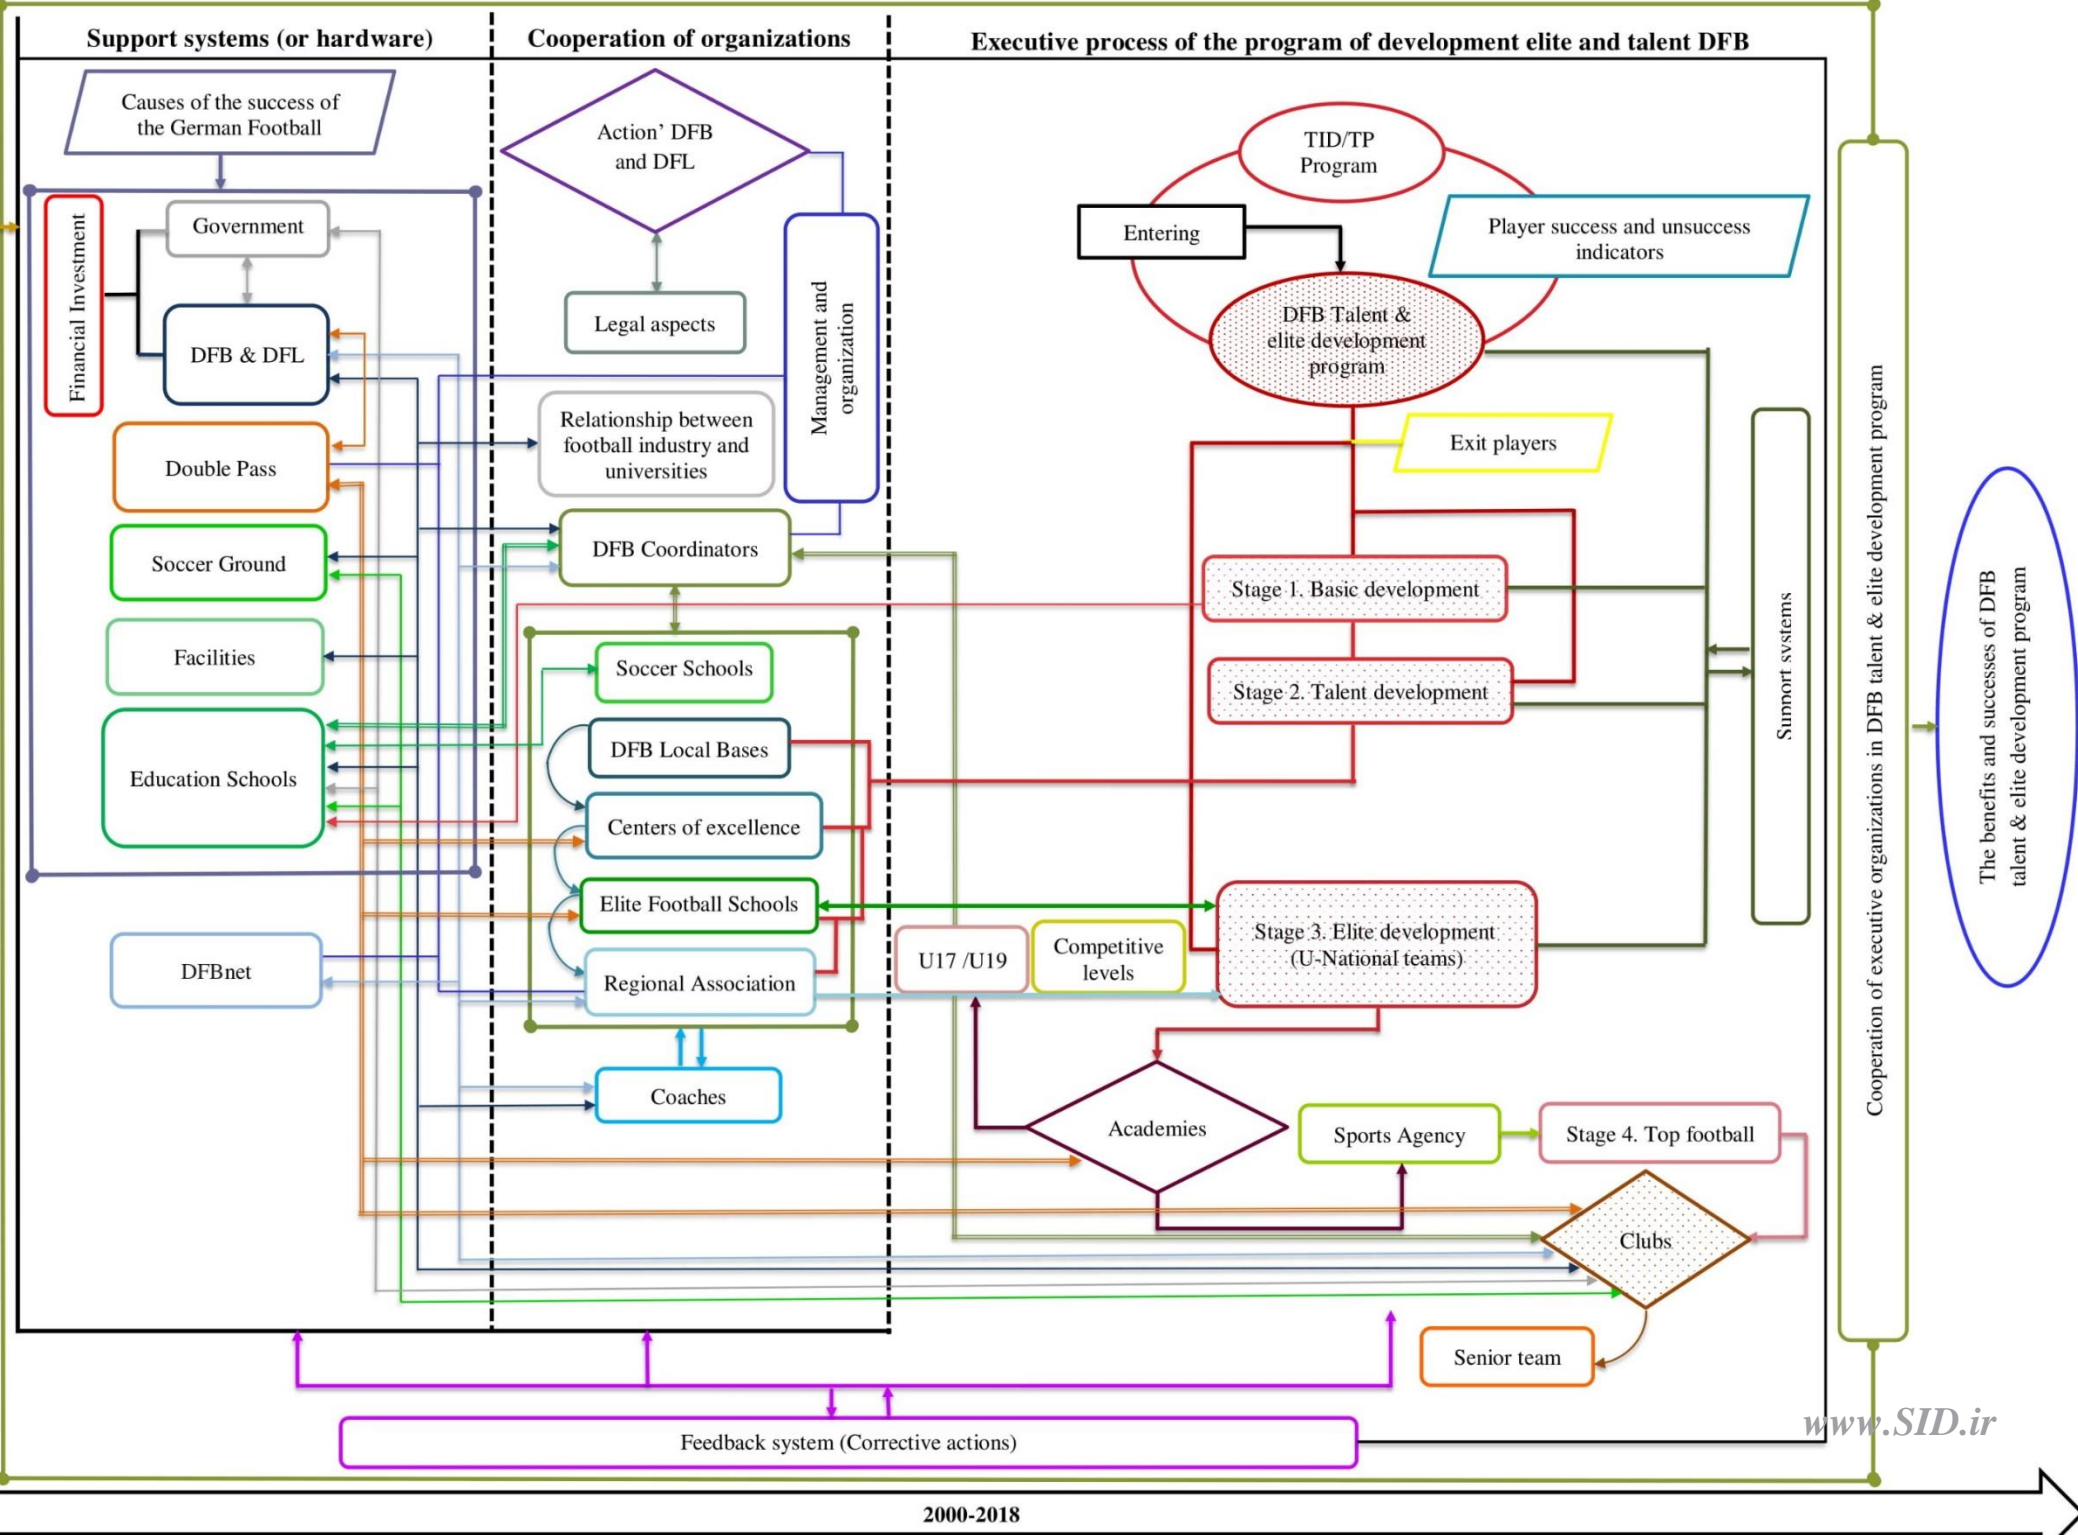 Support systems (or hardware)
Cooperation of organizations
Executive process of the program of development elite and talent DFB
Causes of the success of
the German Football
Financial Investment
Government
DFB & DFL
Double Pass
Soccer Ground
Facilities
Education Schools
DFBnet
Action’ DFB
and DFL
Legal aspects
Management and
organization
Relationship between
football industry and
universities
DFB Coordinators
Soccer Schools
DFB Local Bases
Centers of excellence
Elite Football Schools
Regional Association
Coaches
TID/TP
Program
Entering
Player success and unsuccess
indicators
DFB Talent &
elite development
program
Exit players
Stage 1. Basic development
Stage 2. Talent development
Stage 3. Elite development
(U-National teams)
U17 /U19
Competitive
levels
Academies
Sports Agency
Stage 4. Top football
Clubs
Senior team
Support systems
Cooperation of executive organizations in DFB talent & elite development program
The benefits and successes of DFB
talent & elite development program
Feedback system (Corrective actions)
www.SID.ir
2000-2018